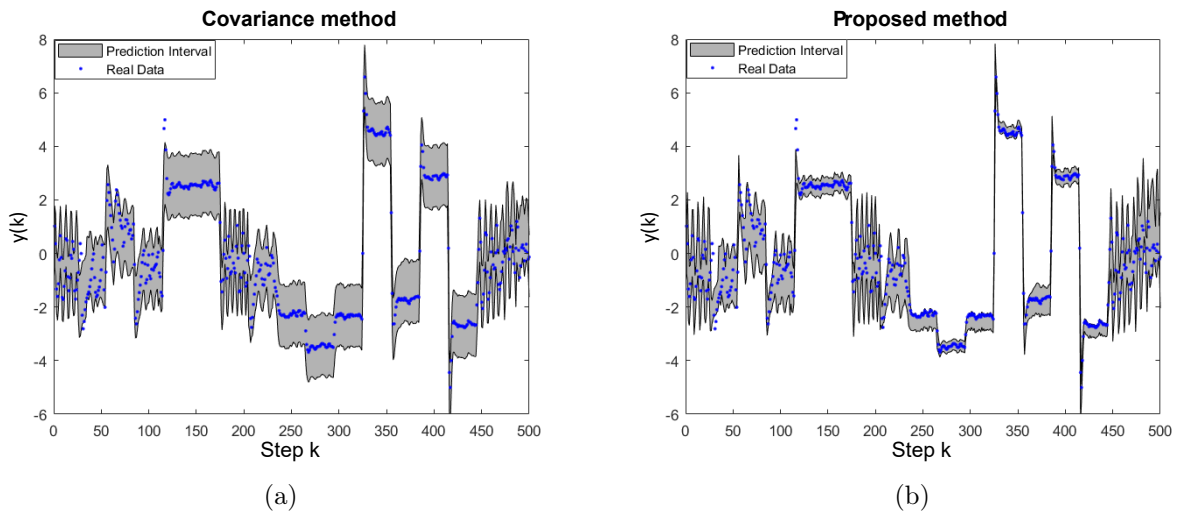 Covariance method
Prediction Interval
Real Data
y(k)
8
6
4
2
0
-2
-4
-6
0 50 100 150 200 250 300 350 400 450 500
Step k
(a)
Proposed method
Prediction Interval
Real Data
y(k)
8
6
4
2
0
-2
-4
-6
0 50 100 150 200 250 300 350 400 450 500
Step k
(b)